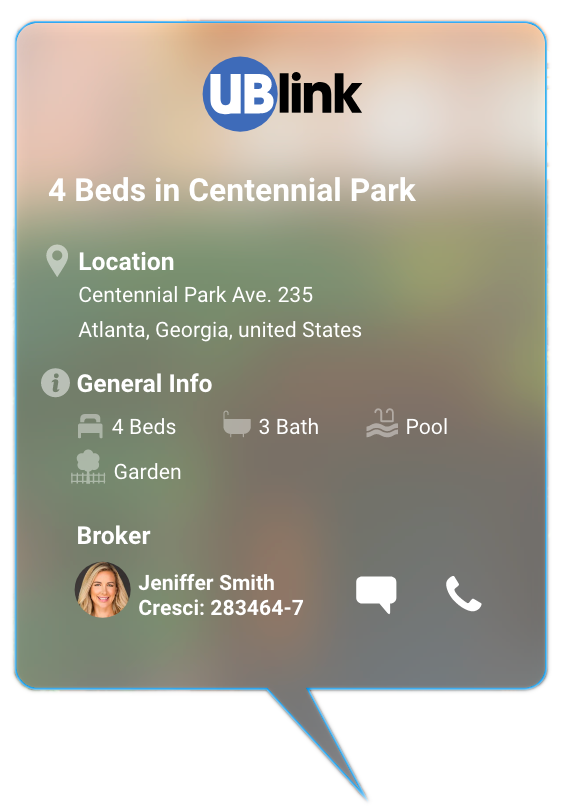 UBlink
4 Beds in Centennial Park
Location
Centennial Park Ave. 235
Atlanta, Georgia, united States
General Info
4 Beds 3 Bath Pool
Garden
Broker
Jeniffer Smith
Cresci: 283464-7